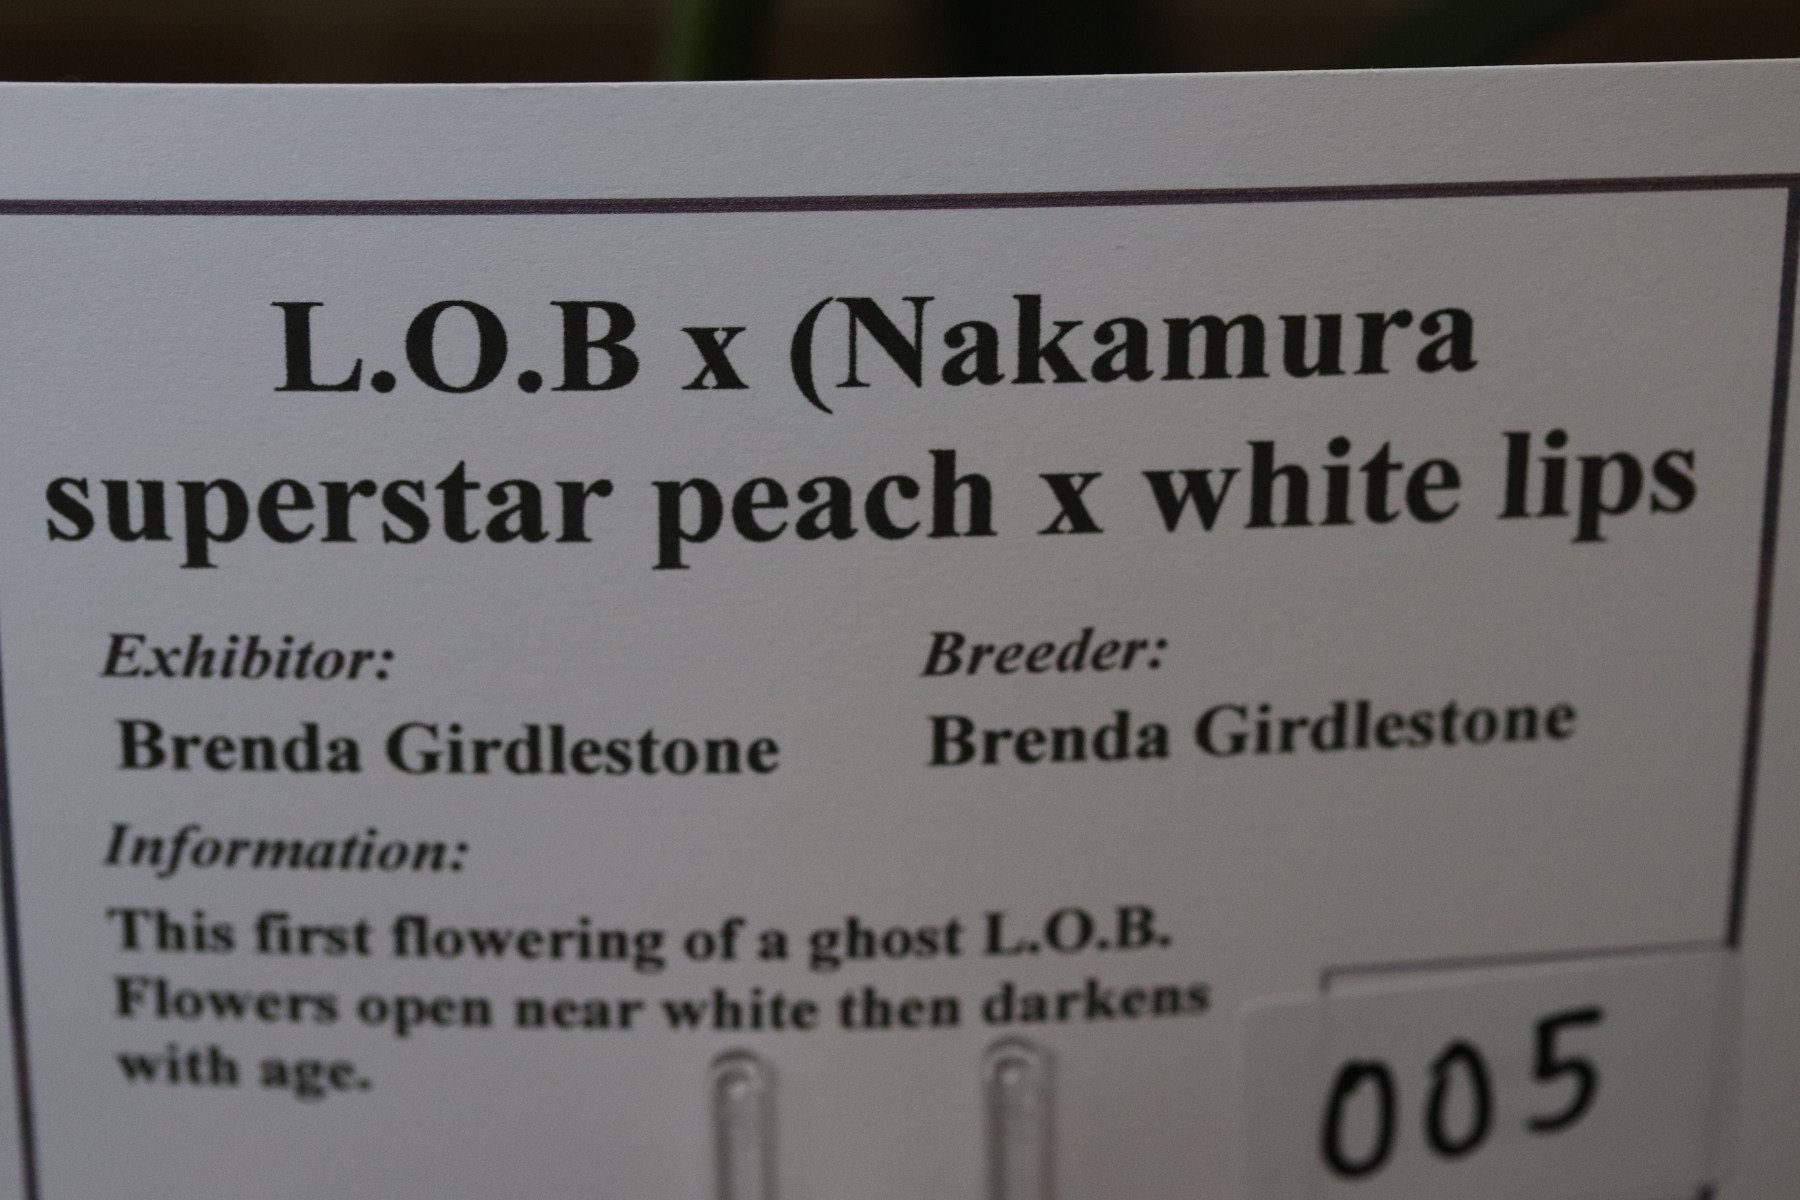 L.O.B x (Nakamura
superstar peach x white lips
Exhibitor:
Breeder:
Brenda Girdlestone
Brenda Girdlestone
Information:
This first flowering of a ghost L.O.B.
Flowers open near white then darkens
with age.
005